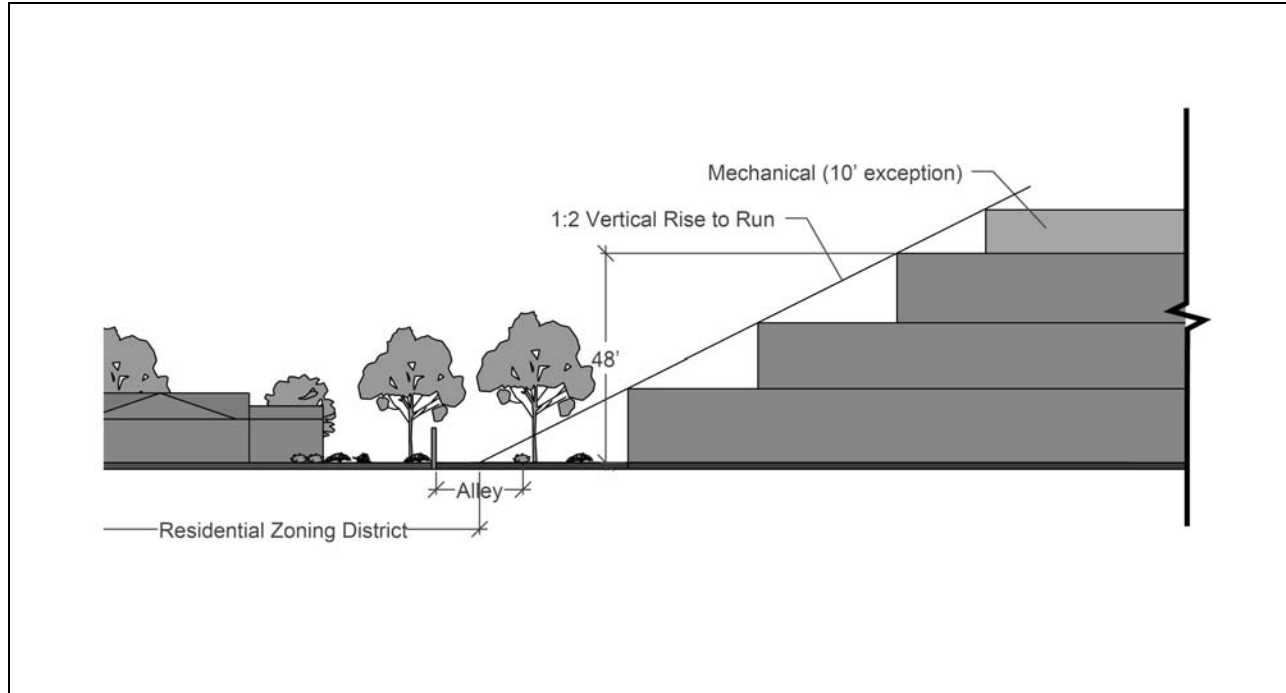 Mechanical (10’ exception)
1:2 Vertical Rise to Run
48’
Alley
Residential Zoning District